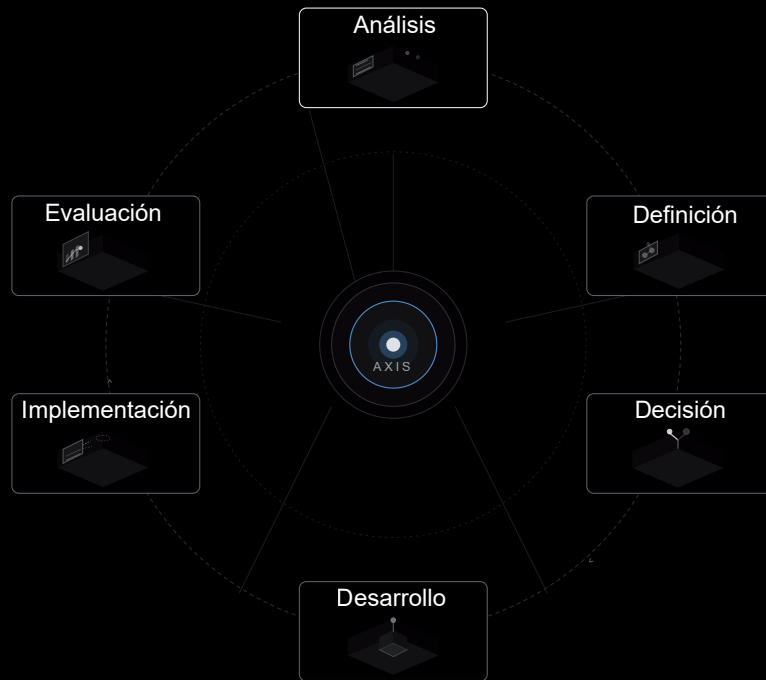 Análisis
Evaluación
Definición
AXIS
Implementación
Decisión
Desarrollo